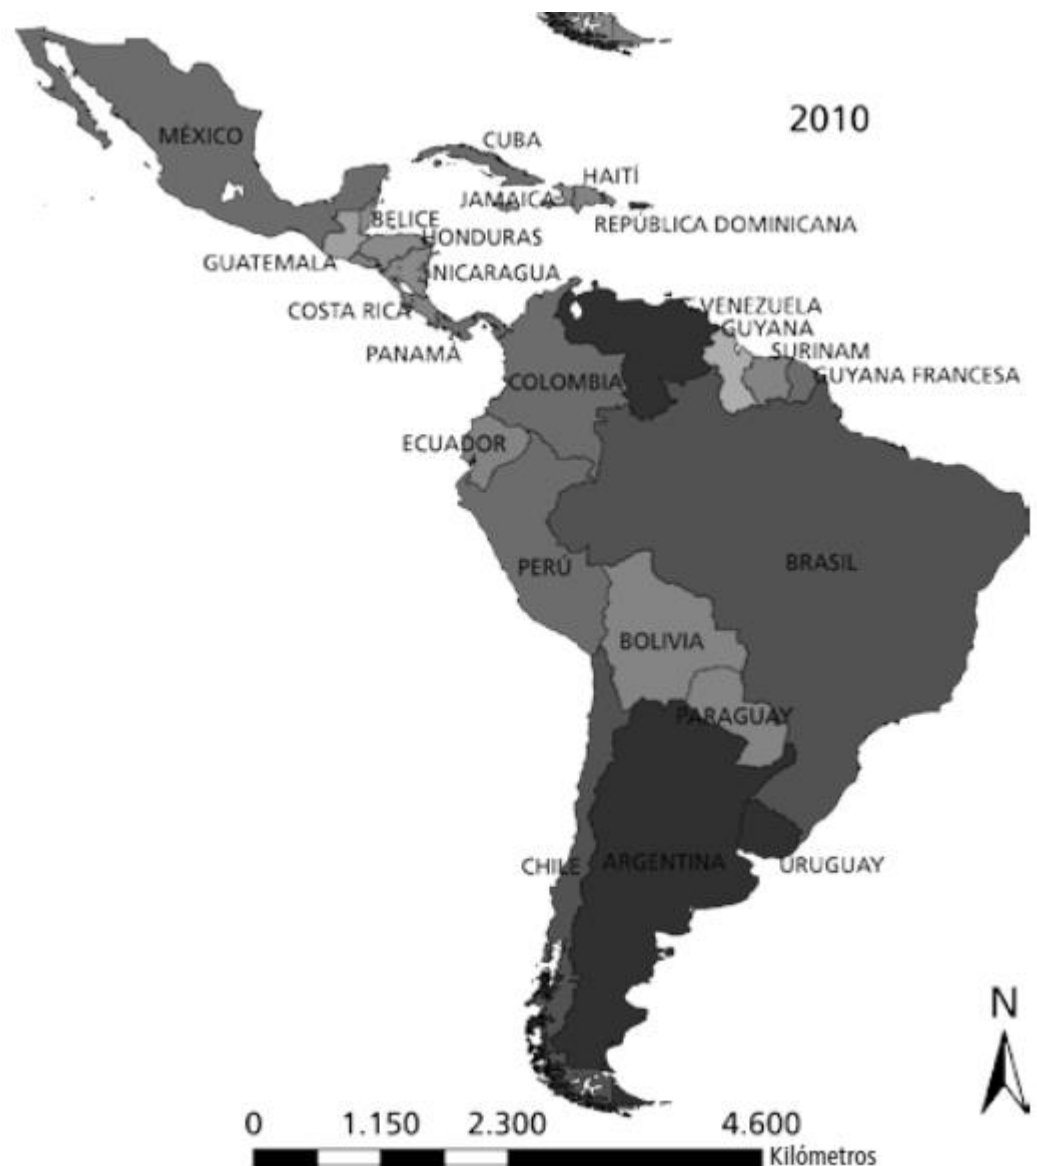 2010
MÉXICO
CUBA
HAITÍ
JAMAICA
REPÚBLICA DOMINICANA
BELICE
HONDURAS
GUATEMALA
NICARAGUA
COSTA RICA
VENEZUELA
GUYANA
PANAMÁ
SURINAM
GUYANA FRANCESA
COLOMBIA
ECUADOR
PERÚ
BRASIL
BOLIVIA
PARAGUAY
CHILE
ARGENTINA
URUGUAY
N
0 1.150 2.300 4.600
Kilómetros